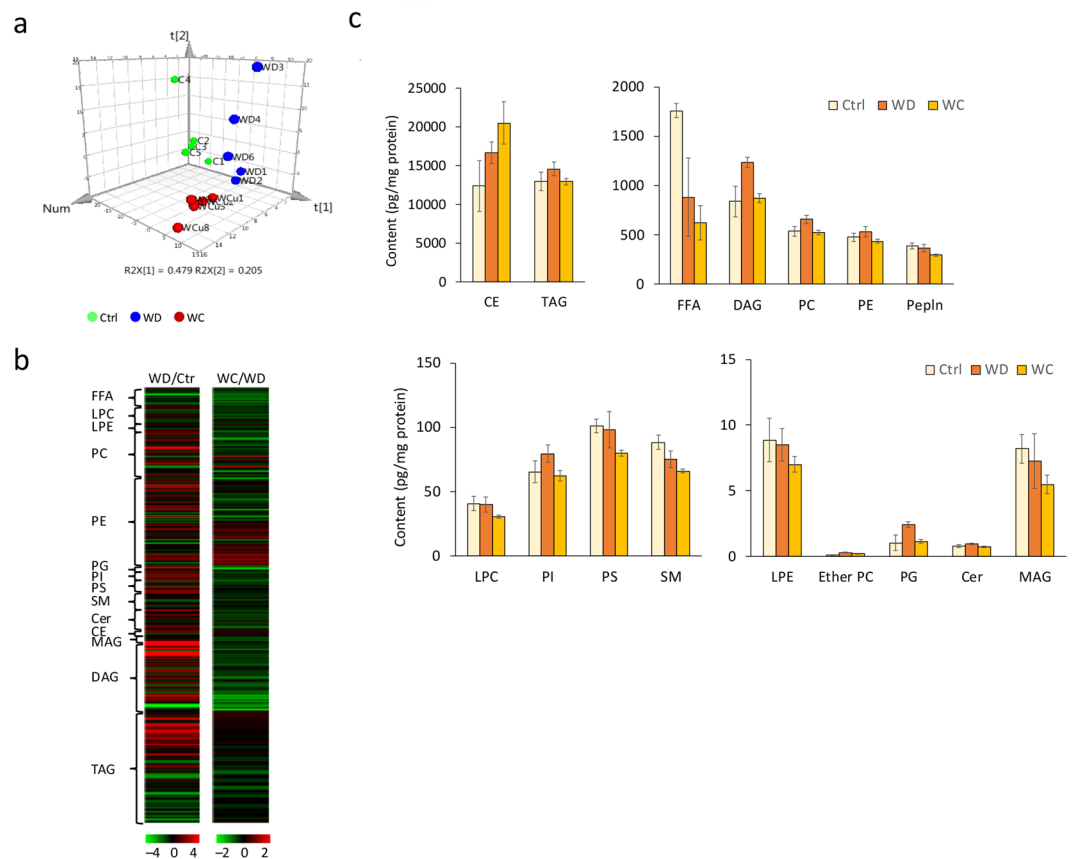 a
t[2]
WD3
C4
WD4
C2
C3
C5
C1
WD6
WD1
WD2
WCu1
WCu3
WCu8
Num
t[1]
R2X[1] = 0.479 R2X[2] = 0.205
Ctrl WD WC
b
WD/Ctr WC/WD
FFA
LPC
LPE
PC
PE
PG
PI
PS
SM
Cer
CE
MAG
DAG
TAG
−4 0 4 −2 0 2
c
Content (pg/mg protein)
30000
25000
20000
15000
10000
5000
0
CE TAG
2000
1500
1000
500
0
Ctrl WD WC
FFA DAG PC PE PepIn
Content (pg/mg protein)
150
100
50
0
LPC PI PS SM
15
10
5
0
Ctrl WD WC
LPE Ether PC PG Cer MAG